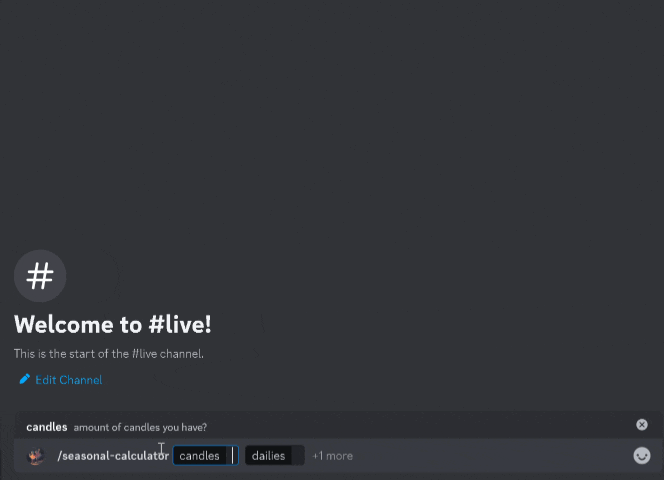 #
Welcome to #live!
This is the start of the #live channel.
Edit Channel
candles amount of candles you have?
/seasonal-calculator candles dailies +1 more